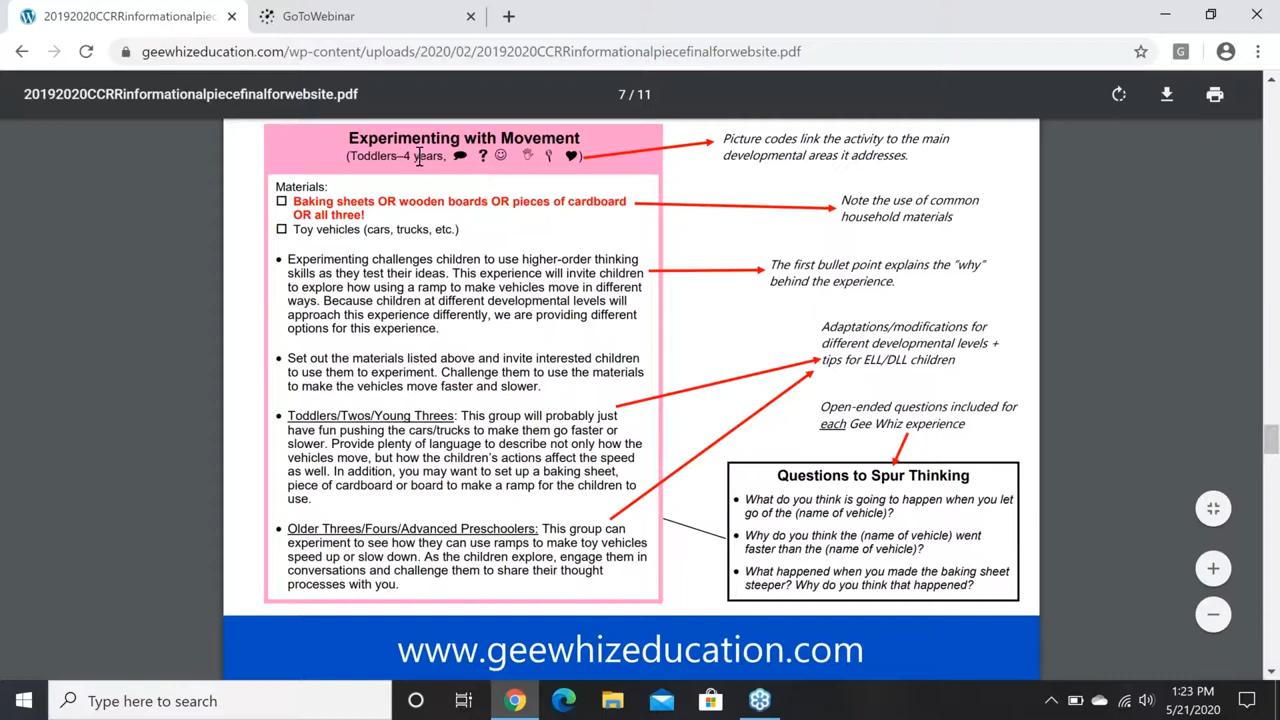 20192020CCRRinformationalpiec
GoToWebinar
geewhizeducation.com/wp-content/uploads/2020/02/20192020CCRRinformationalpiecefinalforwebsite.pdf
G
20192020CCRRinformationalpiecefinalforwebsite.pdf
7 / 11
Experimenting with Movement
(Toddlers–4 years, ? )
Materials:
Baking sheets OR wooden boards OR pieces of cardboard
OR all three!
Toy vehicles (cars, trucks, etc.)
• Experimenting challenges children to use higher-order thinking
skills as they test their ideas. This experience will invite children
to explore how using a ramp to make vehicles move in different
ways. Because children at different developmental levels will
approach this experience differently, we are providing different
options for this experience.
• Set out the materials listed above and invite interested children
to use them to experiment. Challenge them to use the materials
to make the vehicles move faster and slower.
• Toddlers/Twos/Young Threes: This group will probably just
have fun pushing the cars/trucks to make them go faster or
slower. Provide plenty of language to describe not only how the
vehicles move, but how the children's actions affect the speed
as well. In addition, you may want to set up a baking sheet,
piece of cardboard or board to make a ramp for the children to
use.
• Older Threes/Fours/Advanced Preschoolers: This group can
experiment to see how they can use ramps to make toy vehicles
speed up or slow down. As the children explore, engage them in
conversations and challenge them to share their thought
processes with you.
Picture codes link the activity to the main
developmental areas it addresses.
Note the use of common
household materials
The first bullet point explains the "why"
behind the experience.
Adaptations/modifications for
different developmental levels +
tips for ELL/DLL children
Open-ended questions included for
each Gee Whiz experience
Questions to Spur Thinking
• What do you think is going to happen when you let
go of the (name of vehicle)?
• Why do you think the (name of vehicle) went
faster than the (name of vehicle)?
• What happened when you made the baking sheet
steeper? Why do you think that happened?
www.geewhizeducation.com
Type here to search
1:23 PM
5/21/2020